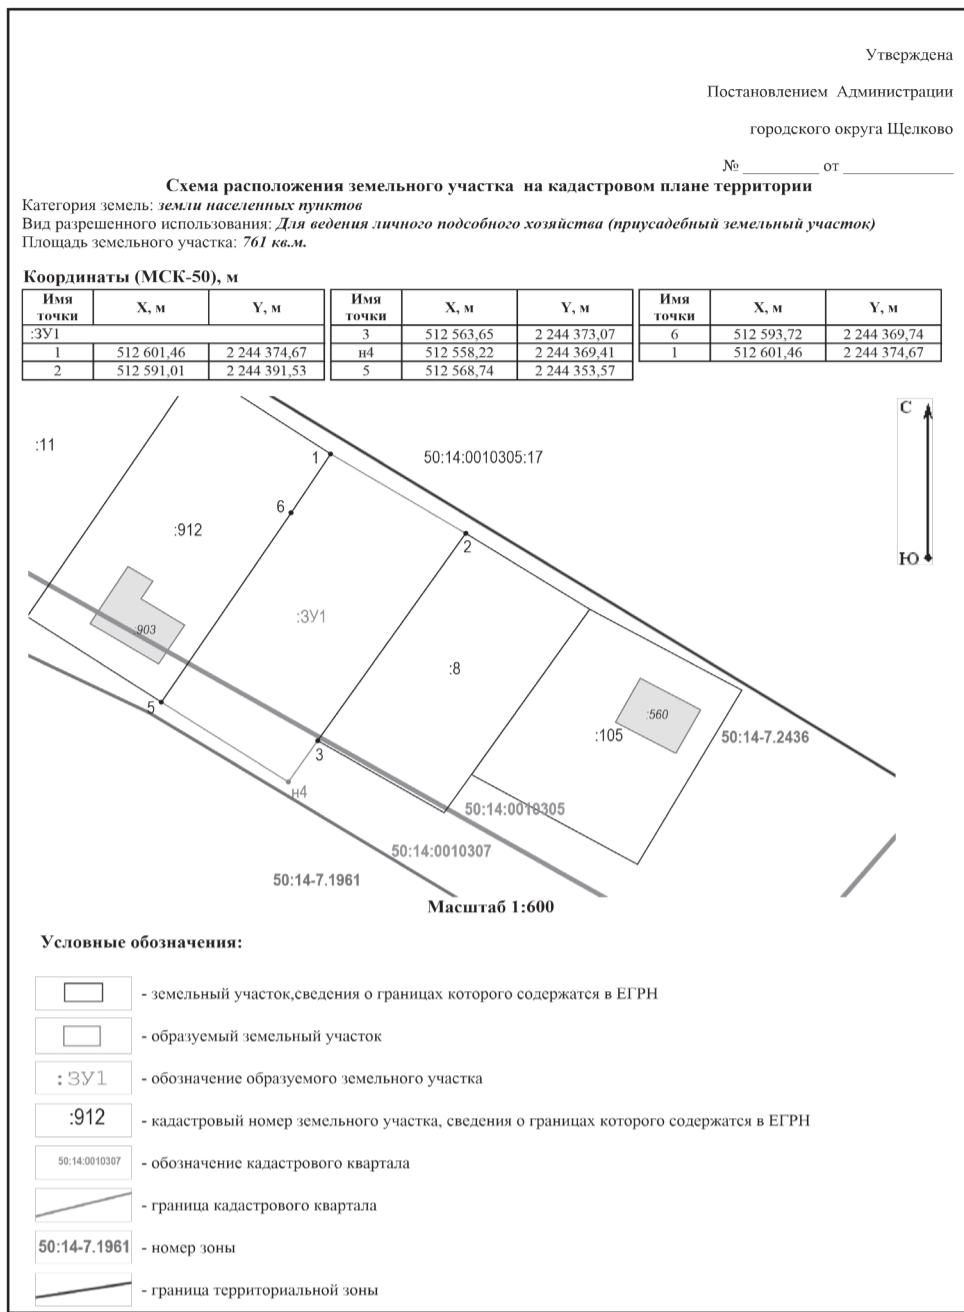 Утверждена
Постановлением Администрации
городского округа Щелково
№ __________ от ______________
Схема расположения земельного участка на кадастровом плане территории
Категория земель: земли населенных пунктов
Вид разрешенного использования: Для ведения личного подсобного хозяйства (приусадебный земельный участок)
Площадь земельного участка: 761 кв.м.
Координаты (МСК-50), м
Имя точки X, м Y, м
:ЗУ1
1 512 601,46 2 244 374,67
2 512 591,01 2 244 391,53
Имя точки X, м Y, м
3 512 563,65 2 244 373,07
н4 512 558,22 2 244 369,41
5 512 568,74 2 244 353,57
Имя точки X, м Y, м
6 512 593,72 2 244 369,74
1 512 601,46 2 244 374,67
С
:11
1
50:14:0010305:17
6
:912
2
Ю
:ЗУ1
:903
:8
5
:560
:105
50:14-7.2436
3
н4
50:14:0010305
50:14:0010307
50:14-7.1961
Масштаб 1:600
Условные обозначения:
- земельный участок,сведения о границах которого содержатся в ЕГРН
- образуемый земельный участок
:ЗУ1 - обозначение образуемого земельного участка
:912 - кадастровый номер земельного участка, сведения о границах которого содержатся в ЕГРН
50:14:0010307 - обозначение кадастрового квартала
- граница кадастрового квартала
50:14-7.1961 - номер зоны
- граница территориальной зоны